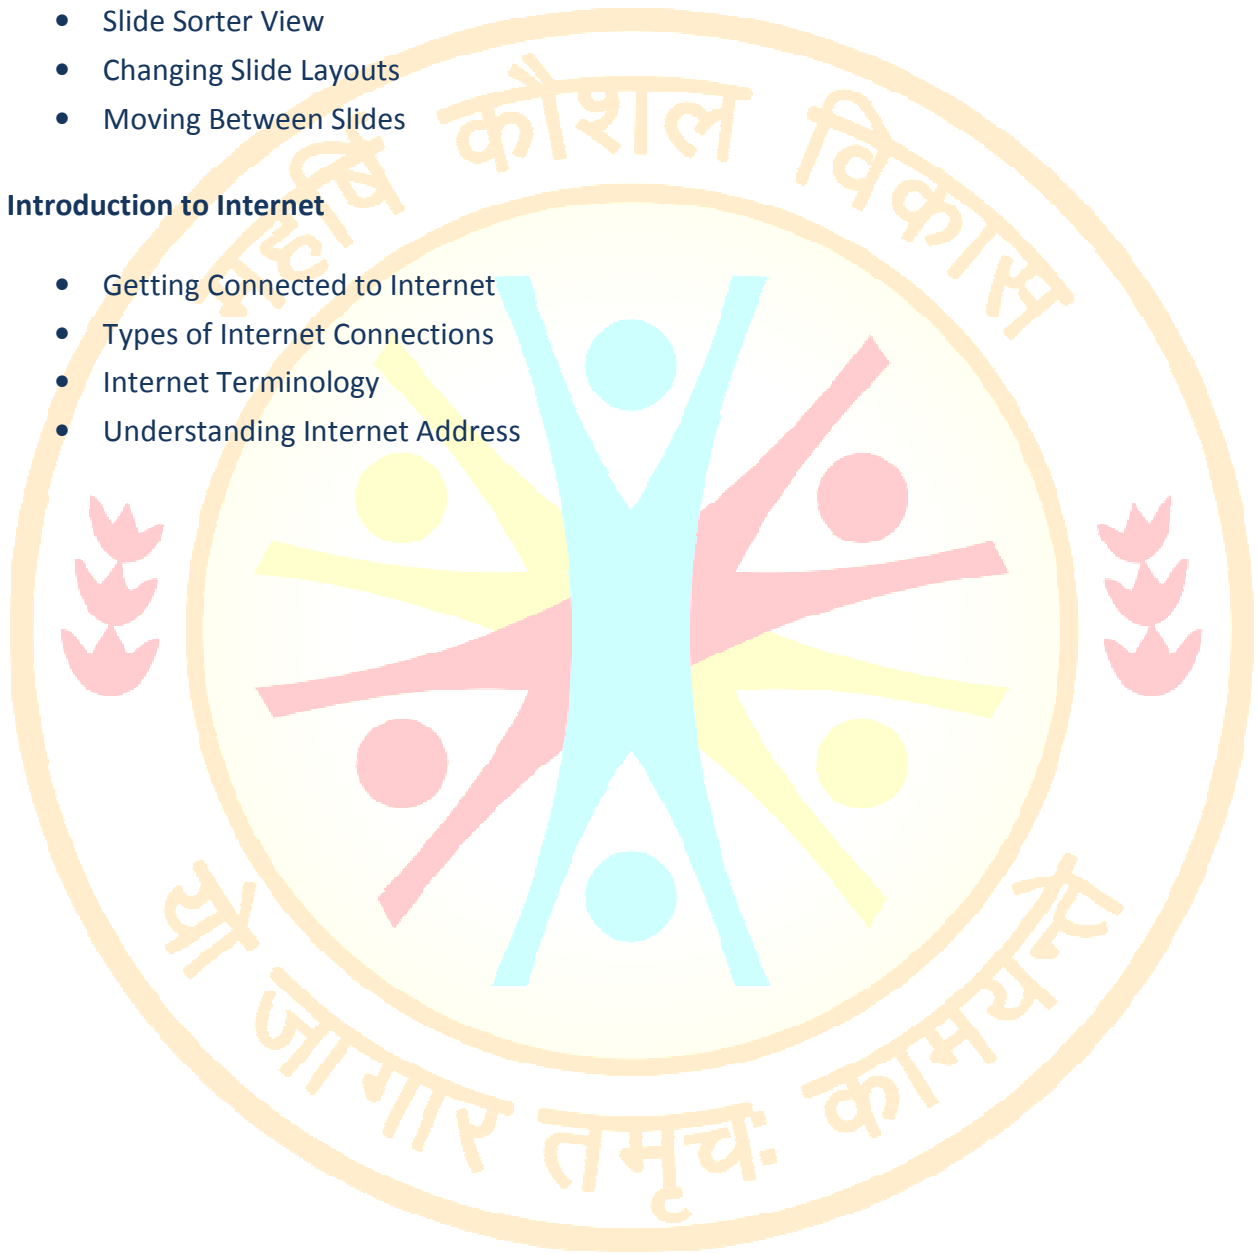 • Slide Sorter View
• Changing Slide Layouts
• Moving Between Slides
Introduction to Internet
• Getting Connected to Internet
• Types of Internet Connections
• Internet Terminology
• Understanding Internet Address
महर्षि कौशल विकास
यो जागार तमृचः कामयन्ते